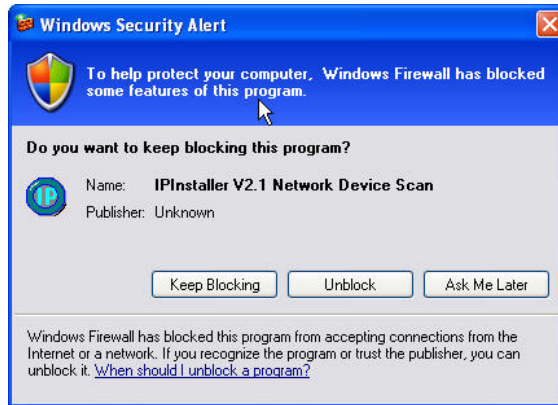 Windows Security Alert
To help protect your computer, Windows Firewall has blocked
some features of this program.
Do you want to keep blocking this program?
IP
Name: IPInstaller V2.1 Network Device Scan
Publisher: Unknown
Keep Blocking Unblock Ask Me Later
Windows Firewall has blocked this program from accepting connections from the
Internet or a network. If you recognize the program or trust the publisher, you can
unblock it. When should I unblock a program?